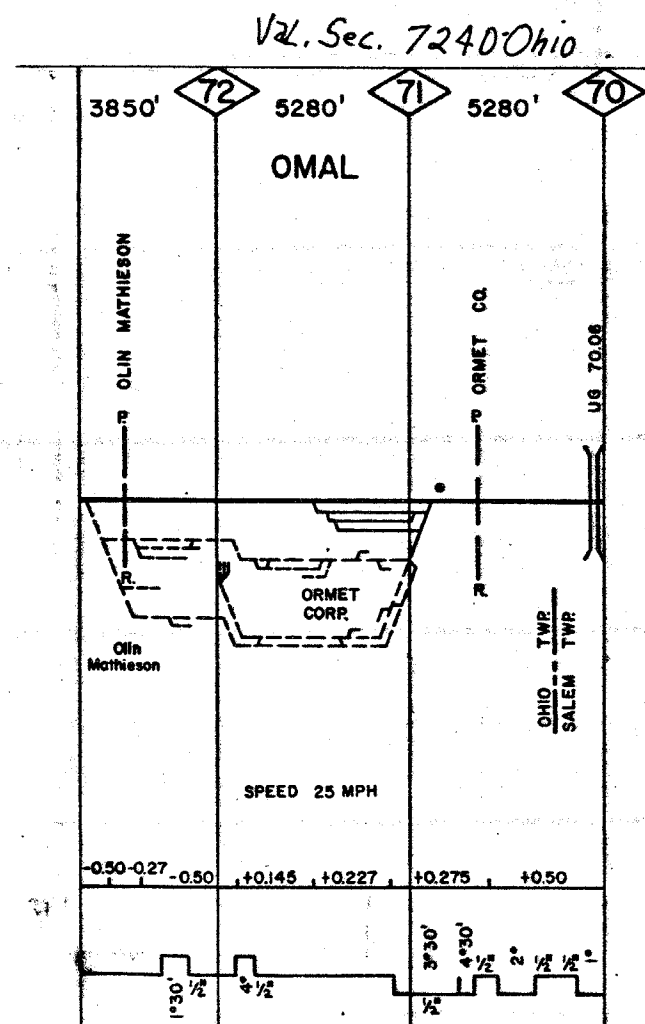 Val. Sec. 7240 Ohio
72 71 70
3850' 5280' 5280'
OMAL
OLIN MATHIESON
ORMET CO.
UG 70.06
P
P
R.
R.
ORMET
CORP.
Olin
Mathieson
OHIO TWP.
SALEM TWP.
SPEED 25 MPH
-0.50 -0.27 -0.50 +0.145 +0.227 +0.275 +0.50
1°30' 1/2" 4° 1/2" 3°30' 1/2" 4°30' 1/2" 2° 1/2" 1/2" 1°